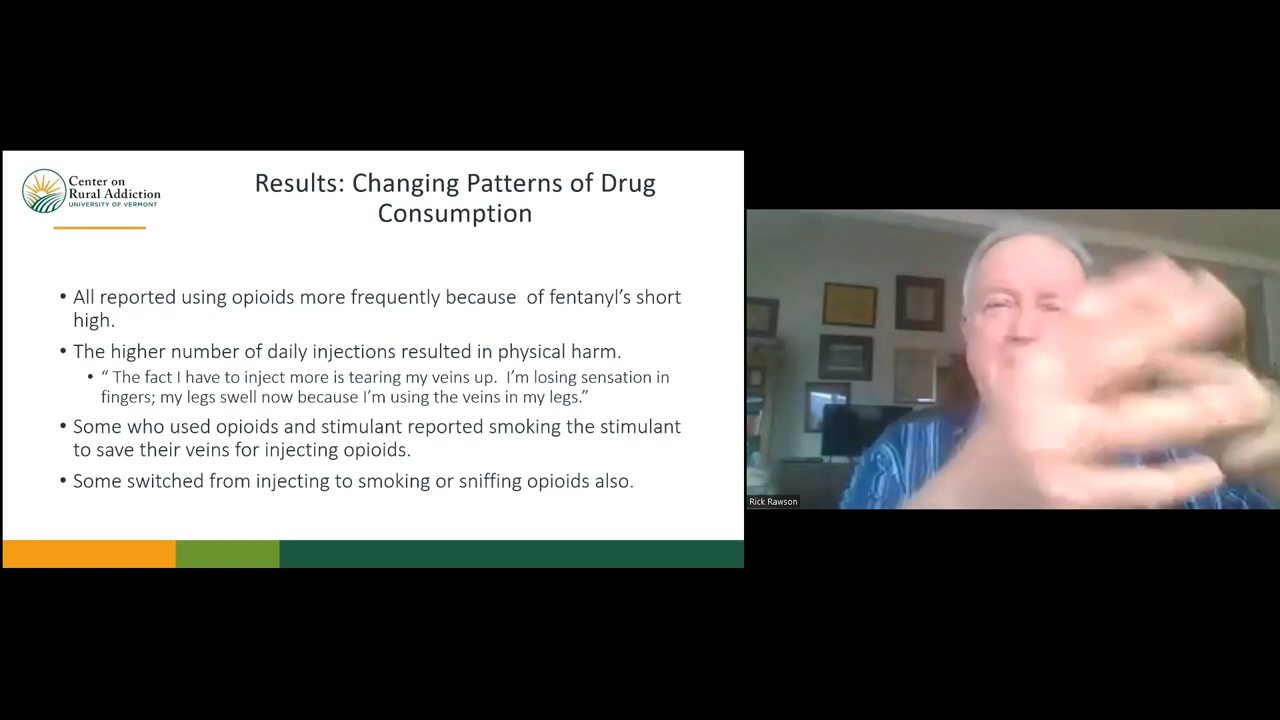 Center on
Rural Addiction
UNIVERSITY OF VERMONT
Results: Changing Patterns of Drug
Consumption
• All reported using opioids more frequently because  of fentanyl’s short
high.
• The higher number of daily injections resulted in physical harm.
• “ The fact I have to inject more is tearing my veins up.  I’m losing sensation in
fingers; my legs swell now because I’m using the veins in my legs.”
• Some who used opioids and stimulant reported smoking the stimulant
to save their veins for injecting opioids.
• Some switched from injecting to smoking or sniffing opioids also.
Rick Rawson